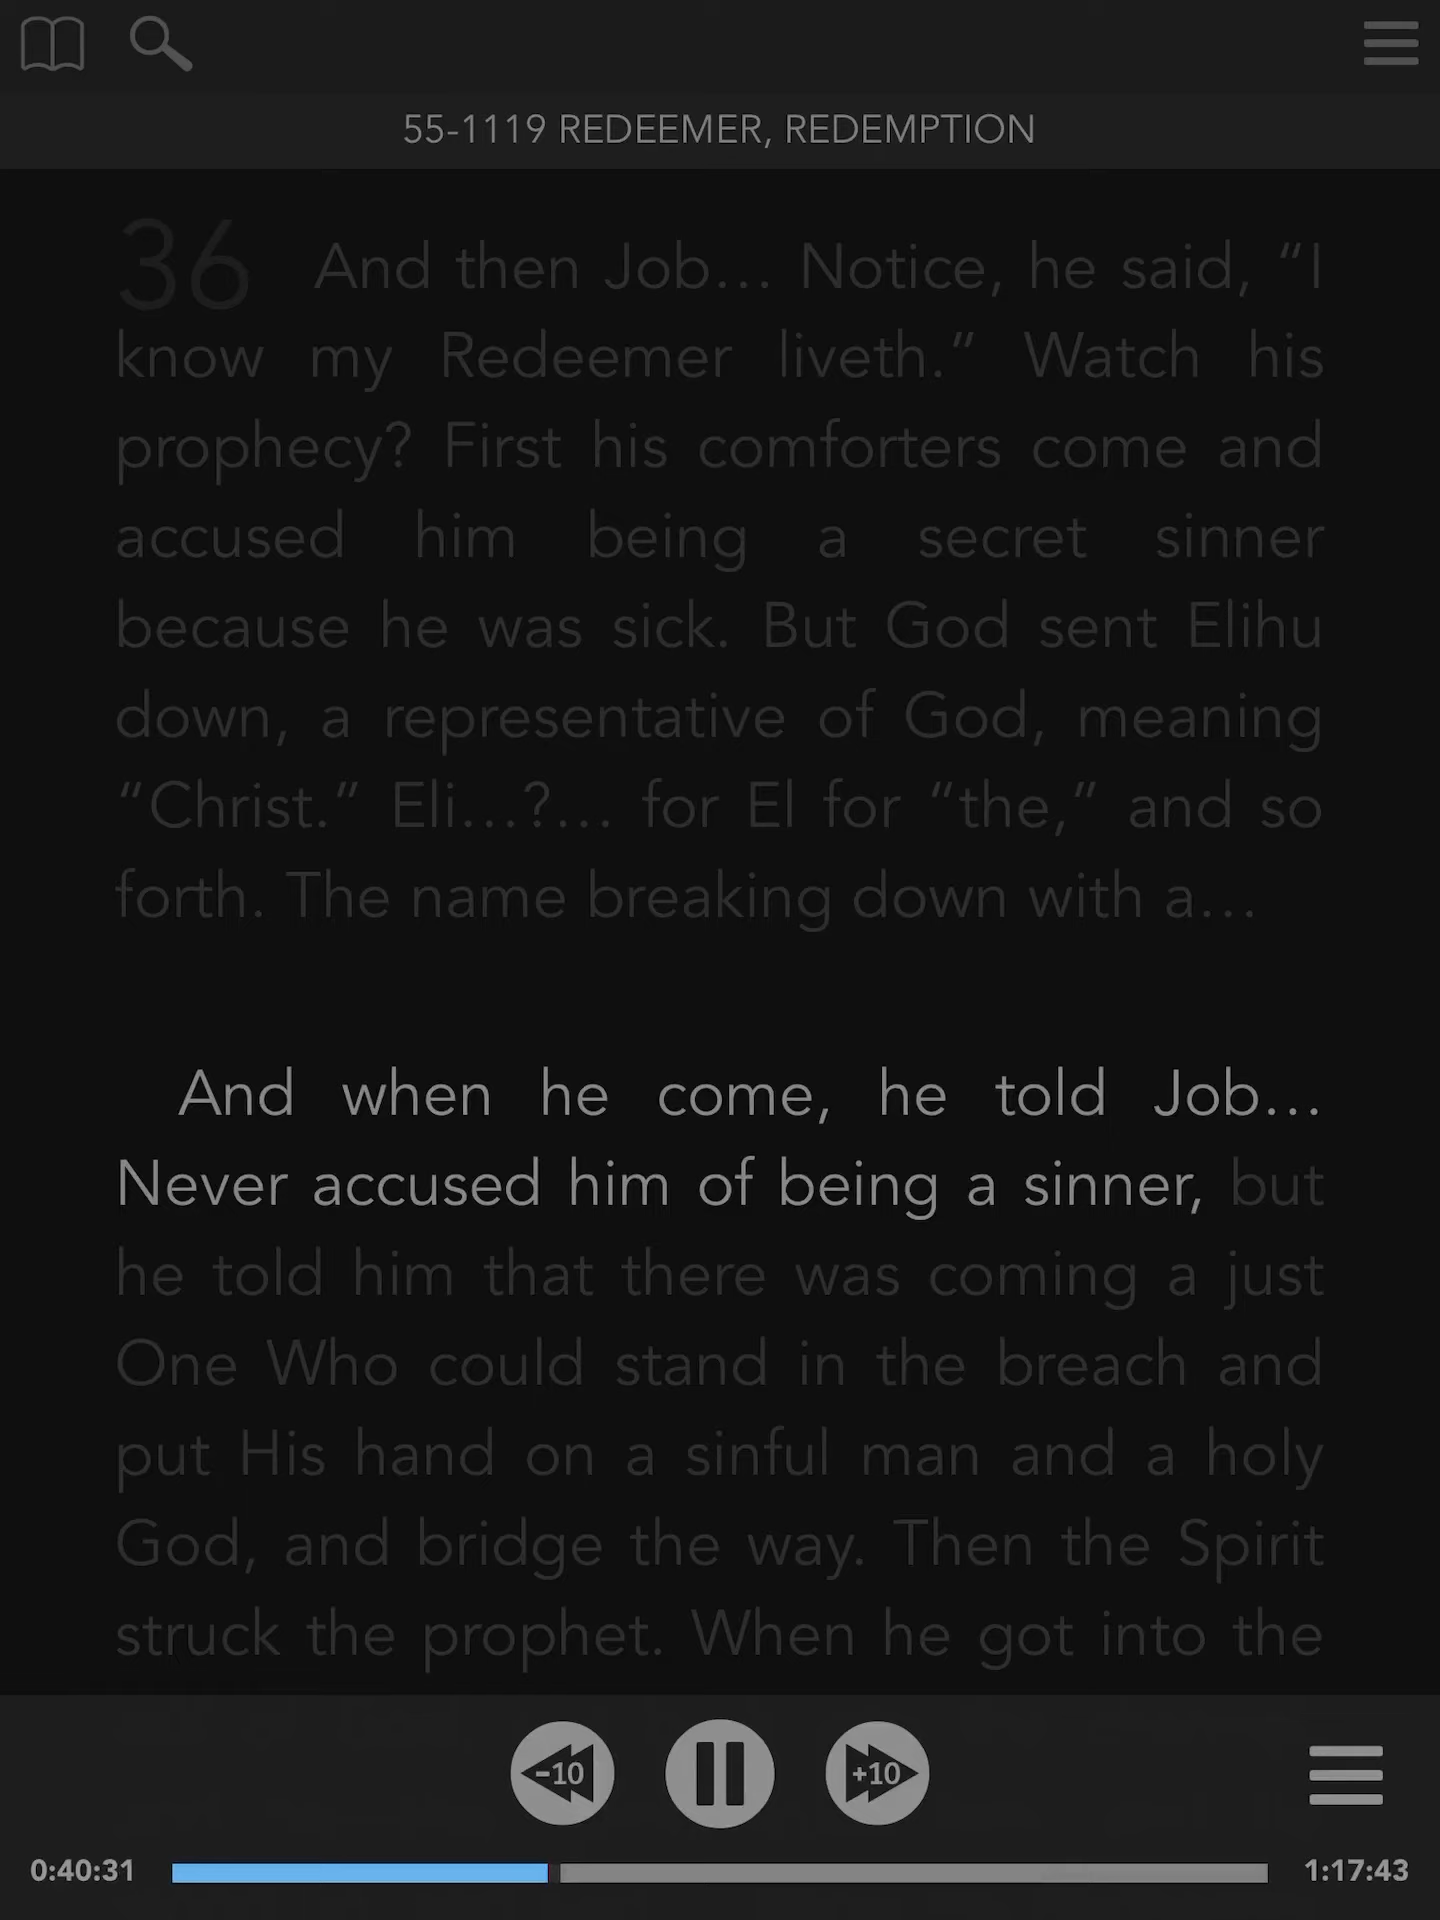 55-1119 REDEEMER, REDEMPTION
36 And then Job… Notice, he said, “I
know my Redeemer liveth.” Watch his
prophecy? First his comforters come and
accused him being a secret sinner
because he was sick. But God sent Elihu
down, a representative of God, meaning
“Christ.” Eli…?… for El for “the,” and so
forth. The name breaking down with a…
And when he come, he told Job…
Never accused him of being a sinner, but
he told him that there was coming a just
One Who could stand in the breach and
put His hand on a sinful man and a holy
God, and bridge the way. Then the Spirit
struck the prophet. When he got into the
-10 +10
0:40:31 1:17:43